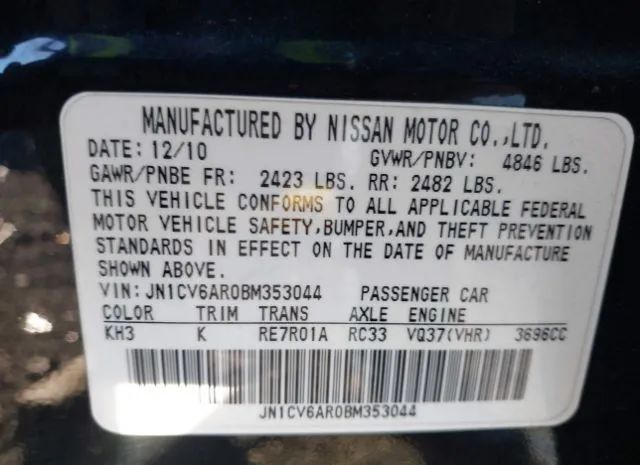 MANUFACTURED BY NISSAN MOTOR CO.,LTD.
DATE: 12/10 GVWR/PNBV: 4846 LBS.
GAWR/PNBE FR: 2423 LBS. RR: 2482 LBS.
THIS VEHICLE CONFORMS TO ALL APPLICABLE FEDERAL
MOTOR VEHICLE SAFETY,BUMPER,AND THEFT PREVENTION
STANDARDS IN EFFECT ON THE DATE OF MANUFACTURE
SHOWN ABOVE.
VIN: JN1CV6AR0BM353044 PASSENGER CAR
COLOR TRIM TRANS AXLE ENGINE
KH3 K RE7R01A RC33 VQ37(VHR) 3696CC
JN1CV6AR0BM353044